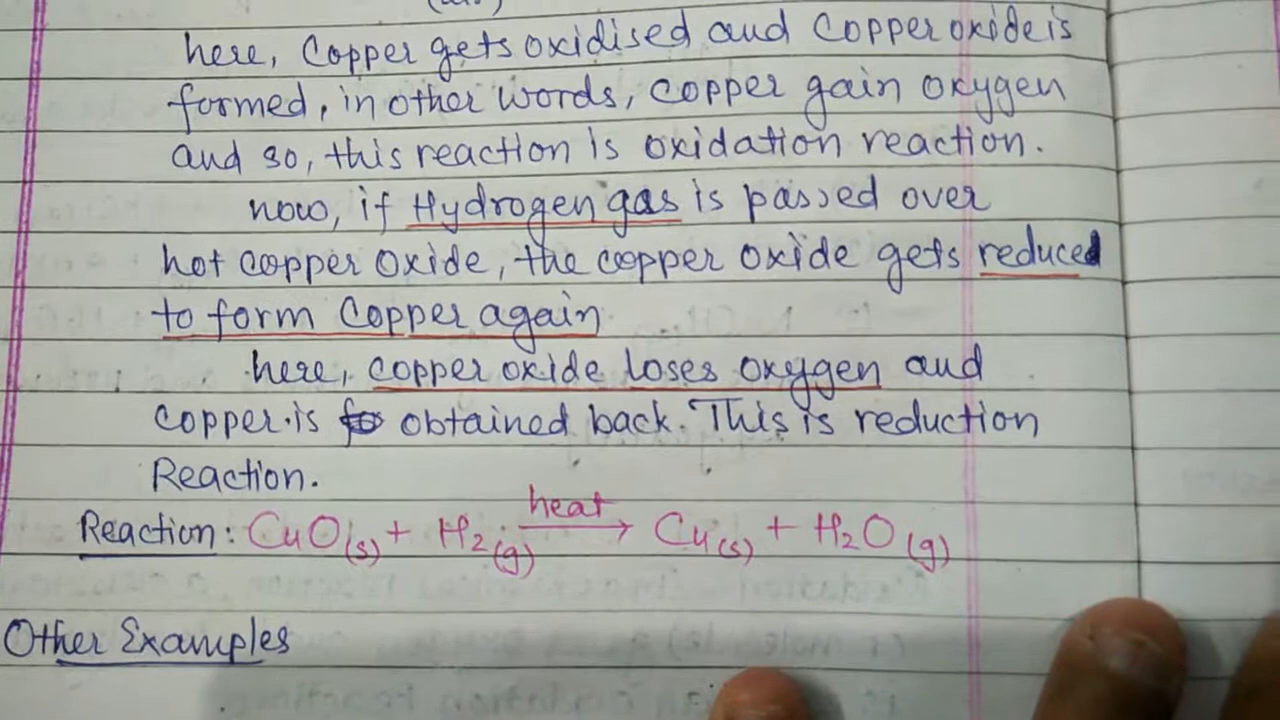 here, Copper gets oxidised and Copper oxide is
formed, in other words, copper gain oxygen
and so, this reaction is oxidation reaction.
now, if Hydrogen gas is passed over
hot copper oxide, the copper oxide gets reduced
to form Copper again
here, copper oxide loses oxygen and
copper is obtained back. This is reduction
Reaction.
heat
Reaction: CuO(s) + H2(g) → Cu(s) + H2O(g)
Other Examples